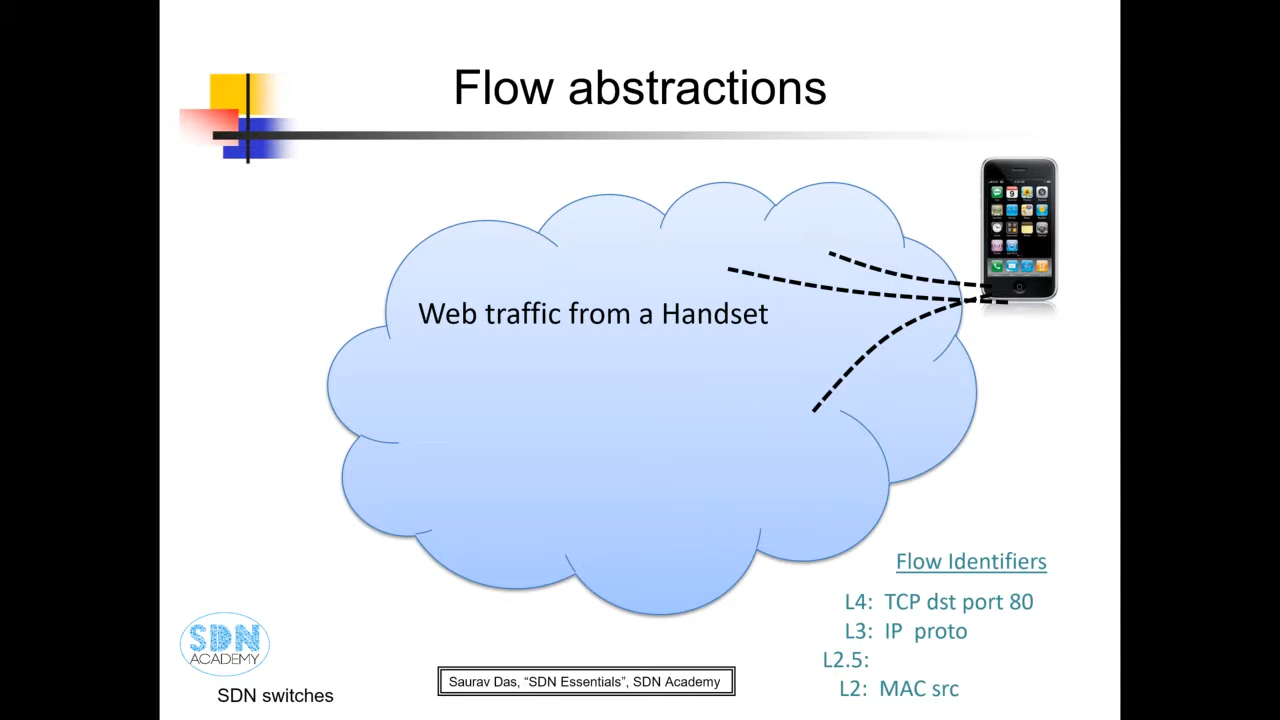 Flow abstractions
Web traffic from a Handset
Flow Identifiers
L4: TCP dst port 80
L3: IP proto
L2.5:
L2: MAC src
SDN
ACADEMY
SDN switches
Saurav Das, “SDN Essentials”, SDN Academy